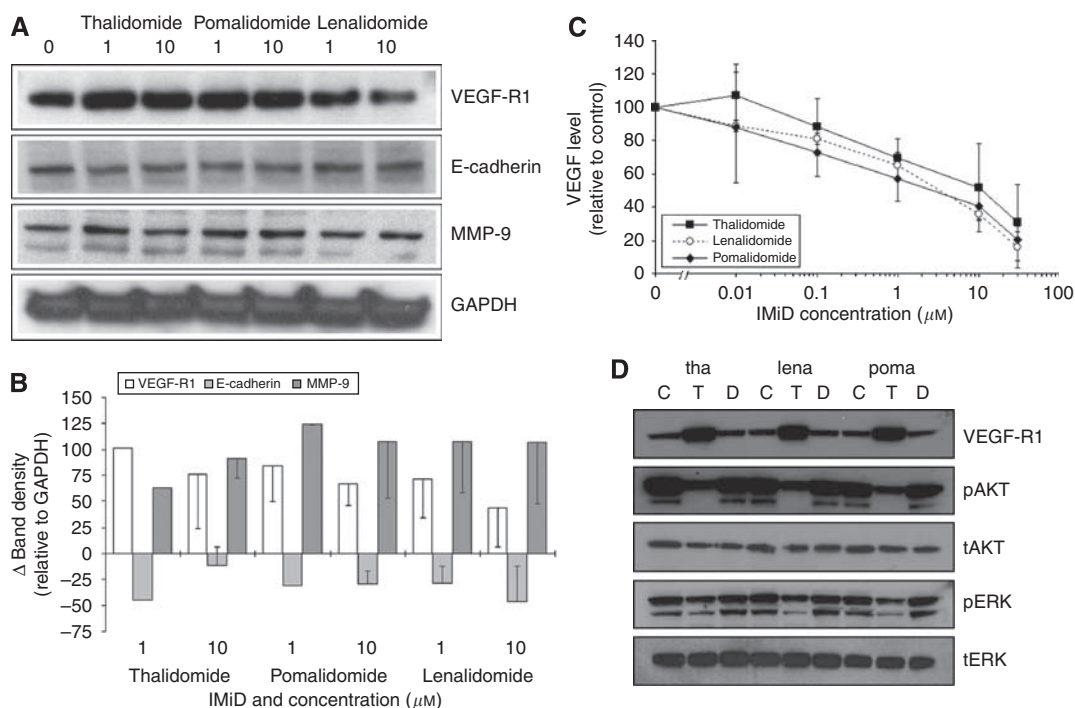 A
Thalidomide Pomalidomide Lenalidomide
0 1 10 1 10 1 10
VEGF-R1
E-cadherin
MMP-9
GAPDH
B
VEGF-R1 E-cadherin MMP-9
Δ Band density
(relative to GAPDH)
150
125
100
75
50
25
0
−25
−50
−75
1 10 1 10 1 10
Thalidomide Pomalidomide Lenalidomide
IMiD and concentration (μM)
C
VEGF level
(relative to control)
140
120
100
80
60
40
20
0
Thalidomide
Lenalidomide
Pomalidomide
0 0.01 0.1 1 10 100
IMiD concentration (μM)
D
tha lena poma
C T D C T D C T D
VEGF-R1
pAKT
tAKT
pERK
tERK